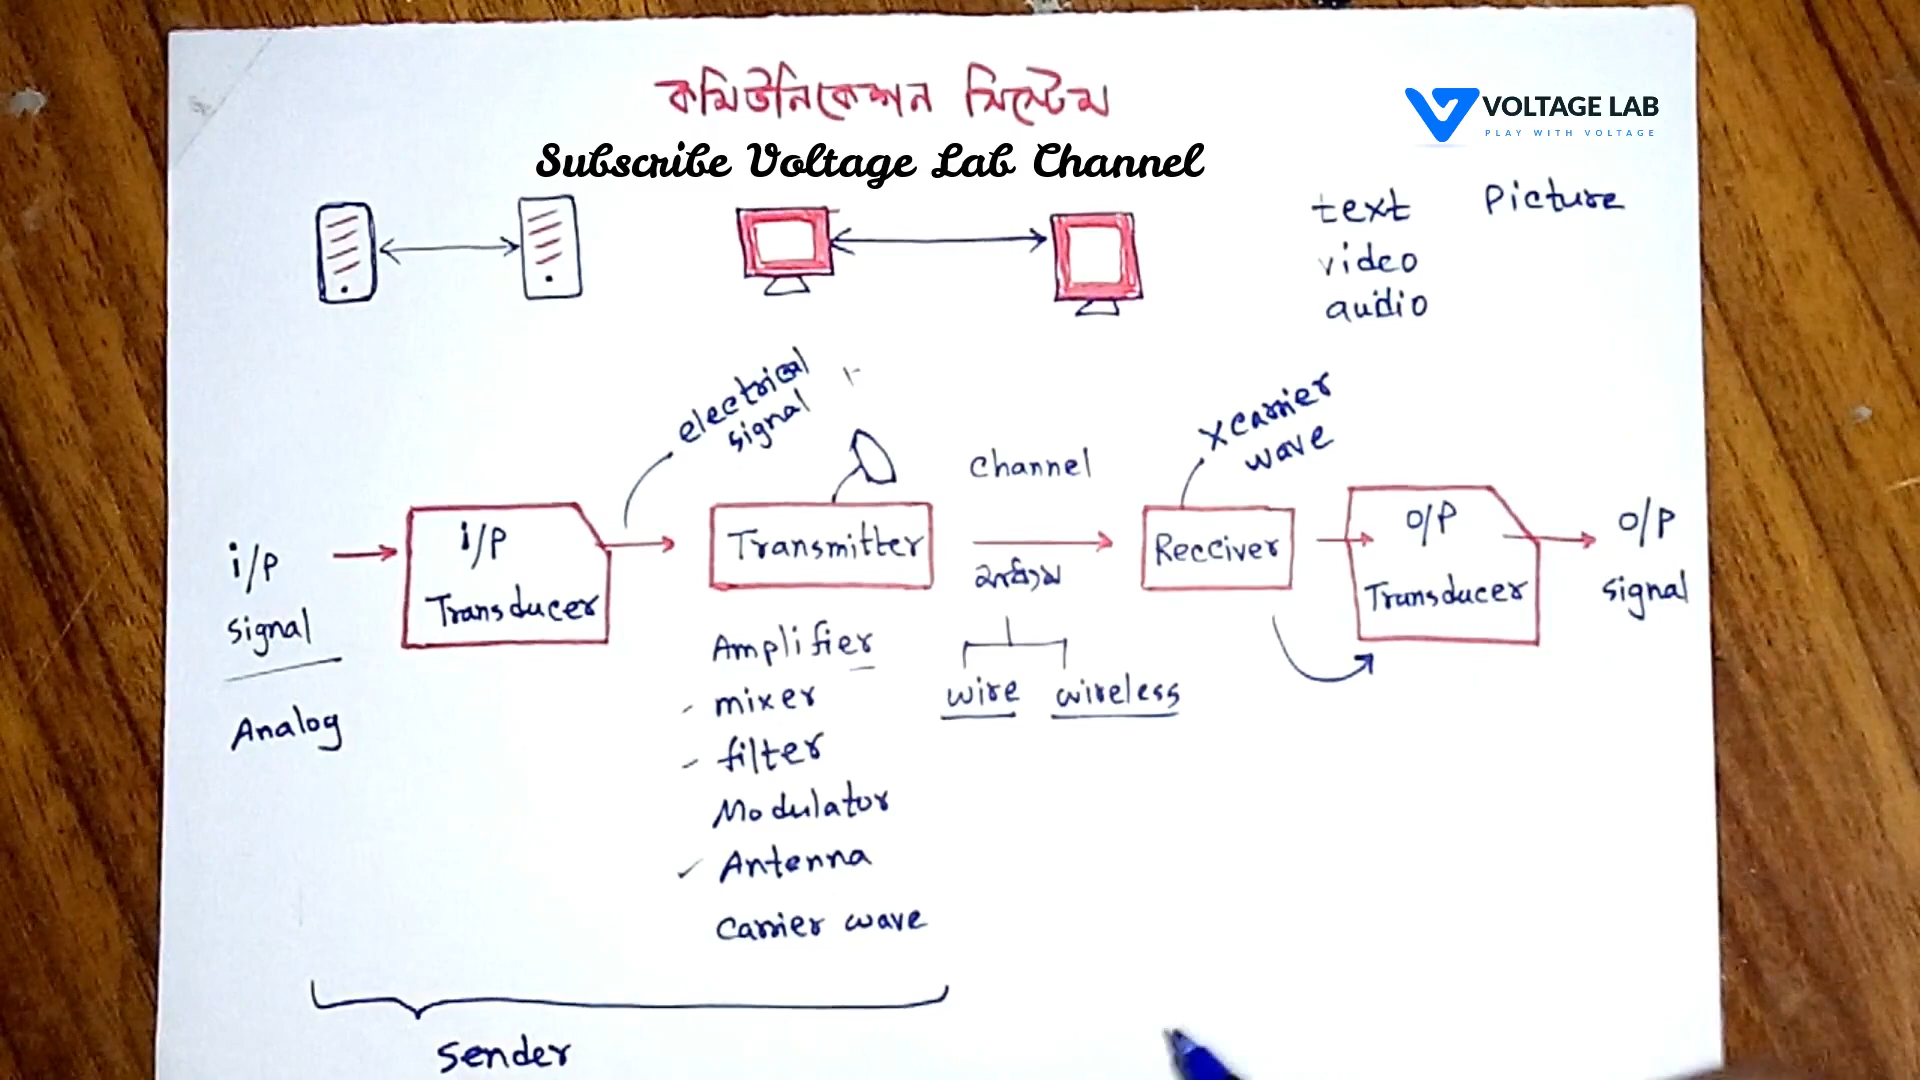 কমিউনিকেশন সিস্টেম
VOLTAGE LAB
PLAY WITH VOLTAGE
Subscribe Voltage Lab Channel
text Picture
video
audio
electrical
signal
X carrier
wave
Channel
i/p
signal
Analog
i/p
Transducer
Transmitter
মাধ্যম
wire wireless
Receiver
O/P
Transducer
O/P
signal
Amplifier
mixer
filter
Modulator
Antenna
Carrier wave
Sender